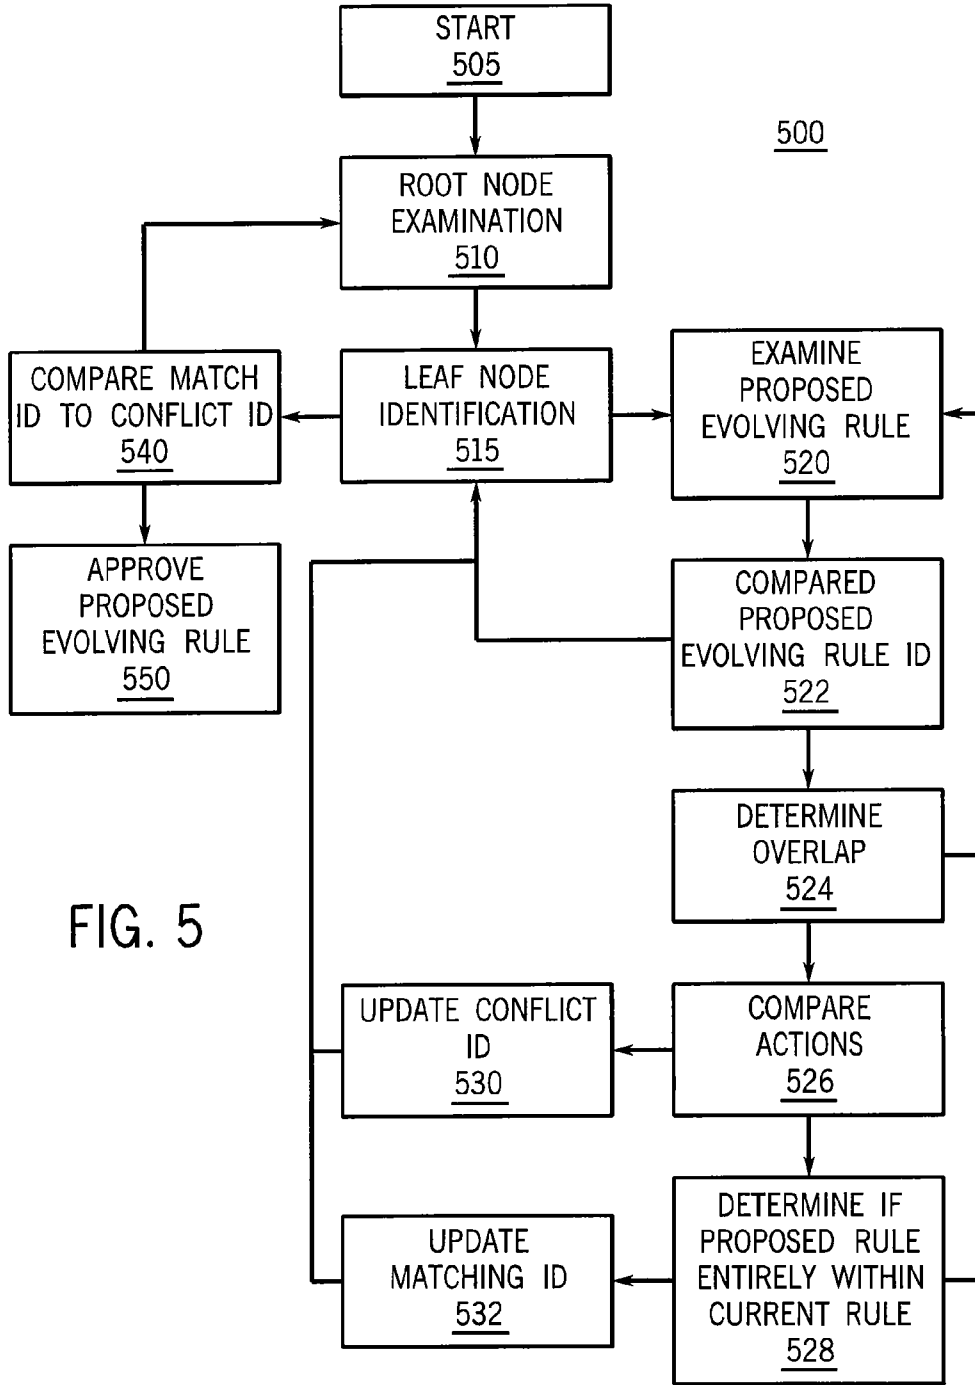 START
505
500
ROOT NODE
EXAMINATION
510
COMPARE MATCH
ID TO CONFLICT ID
540
LEAF NODE
IDENTIFICATION
515
EXAMINE
PROPOSED
EVOLVING RULE
520
APPROVE
PROPOSED
EVOLVING RULE
550
COMPARED
PROPOSED
EVOLVING RULE ID
522
DETERMINE
OVERLAP
524
FIG. 5
UPDATE CONFLICT
ID
530
COMPARE
ACTIONS
526
UPDATE
MATCHING ID
532
DETERMINE IF
PROPOSED RULE
ENTIRELY WITHIN
CURRENT RULE
528